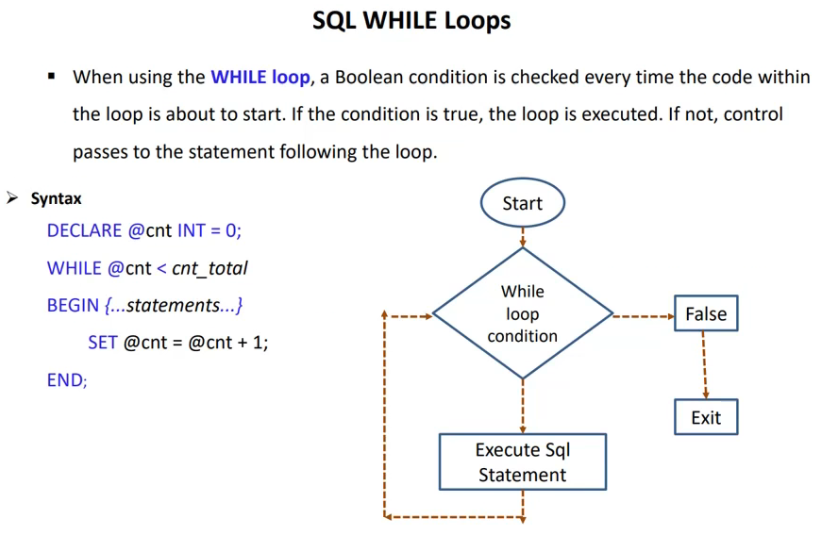 SQL WHILE Loops
▪ When using the WHILE loop, a Boolean condition is checked every time the code within
the loop is about to start. If the condition is true, the loop is executed. If not, control
passes to the statement following the loop.
➢ Syntax
DECLARE @cnt INT = 0;
WHILE @cnt < cnt_total
BEGIN {...statements...}
SET @cnt = @cnt + 1;
END;
Start
While
loop
condition
False
Exit
Execute Sql
Statement